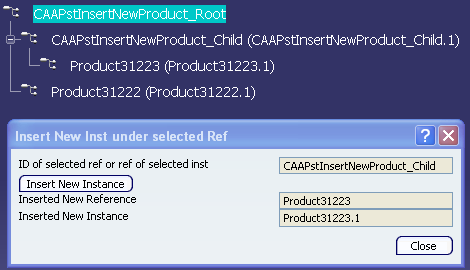 CAAPstInsertNewProduct_Root
CAAPstInsertNewProduct_Child (CAAPstInsertNewProduct_Child.1)
Product31223 (Product31223.1)
Product31222 (Product31222.1)
Insert New Inst under selected Ref
ID of selected ref or ref of selected inst CAAPstInsertNewProduct_Child
Insert New Instance
Inserted New Reference Product31223
Inserted New Instance Product31223.1
Close